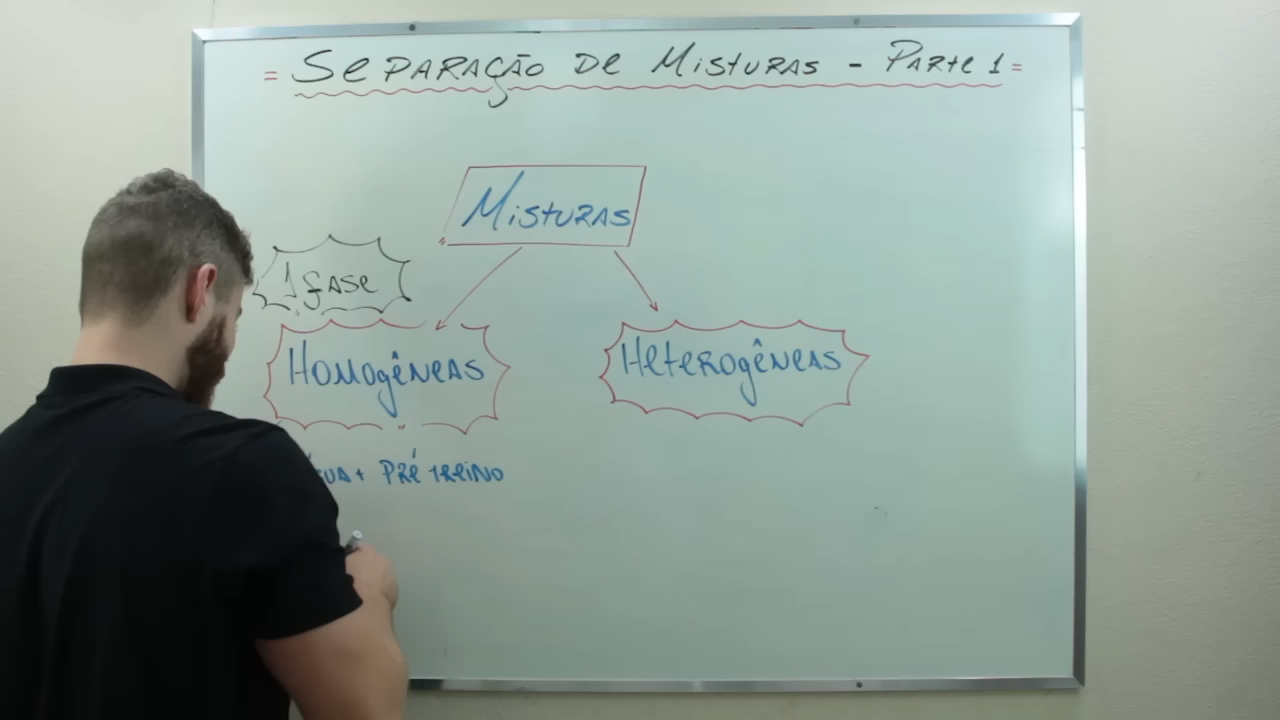 = Separação de Misturas - Parte 1 =
Misturas
1 fase
Homogêneas
Heterogêneas
+ Pré treino